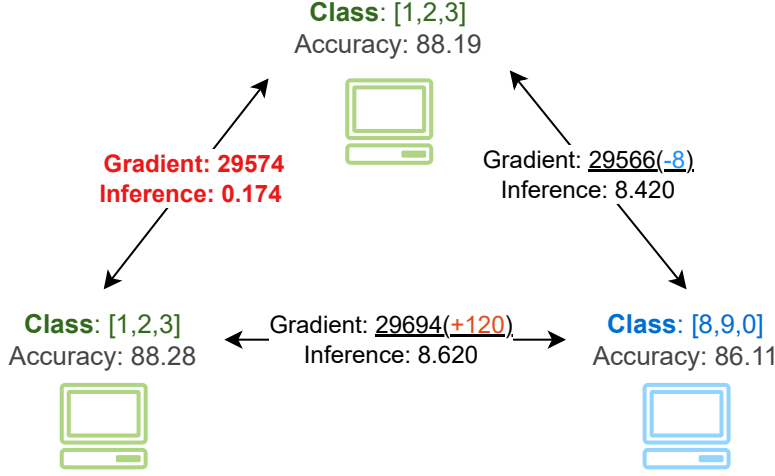 Class: [1,2,3]
Accuracy: 88.19
Gradient: 29574
Inference: 0.174
Gradient: 29566(-8)
Inference: 8.420
Class: [1,2,3]
Accuracy: 88.28
Gradient: 29694(+120)
Inference: 8.620
Class: [8,9,0]
Accuracy: 86.11